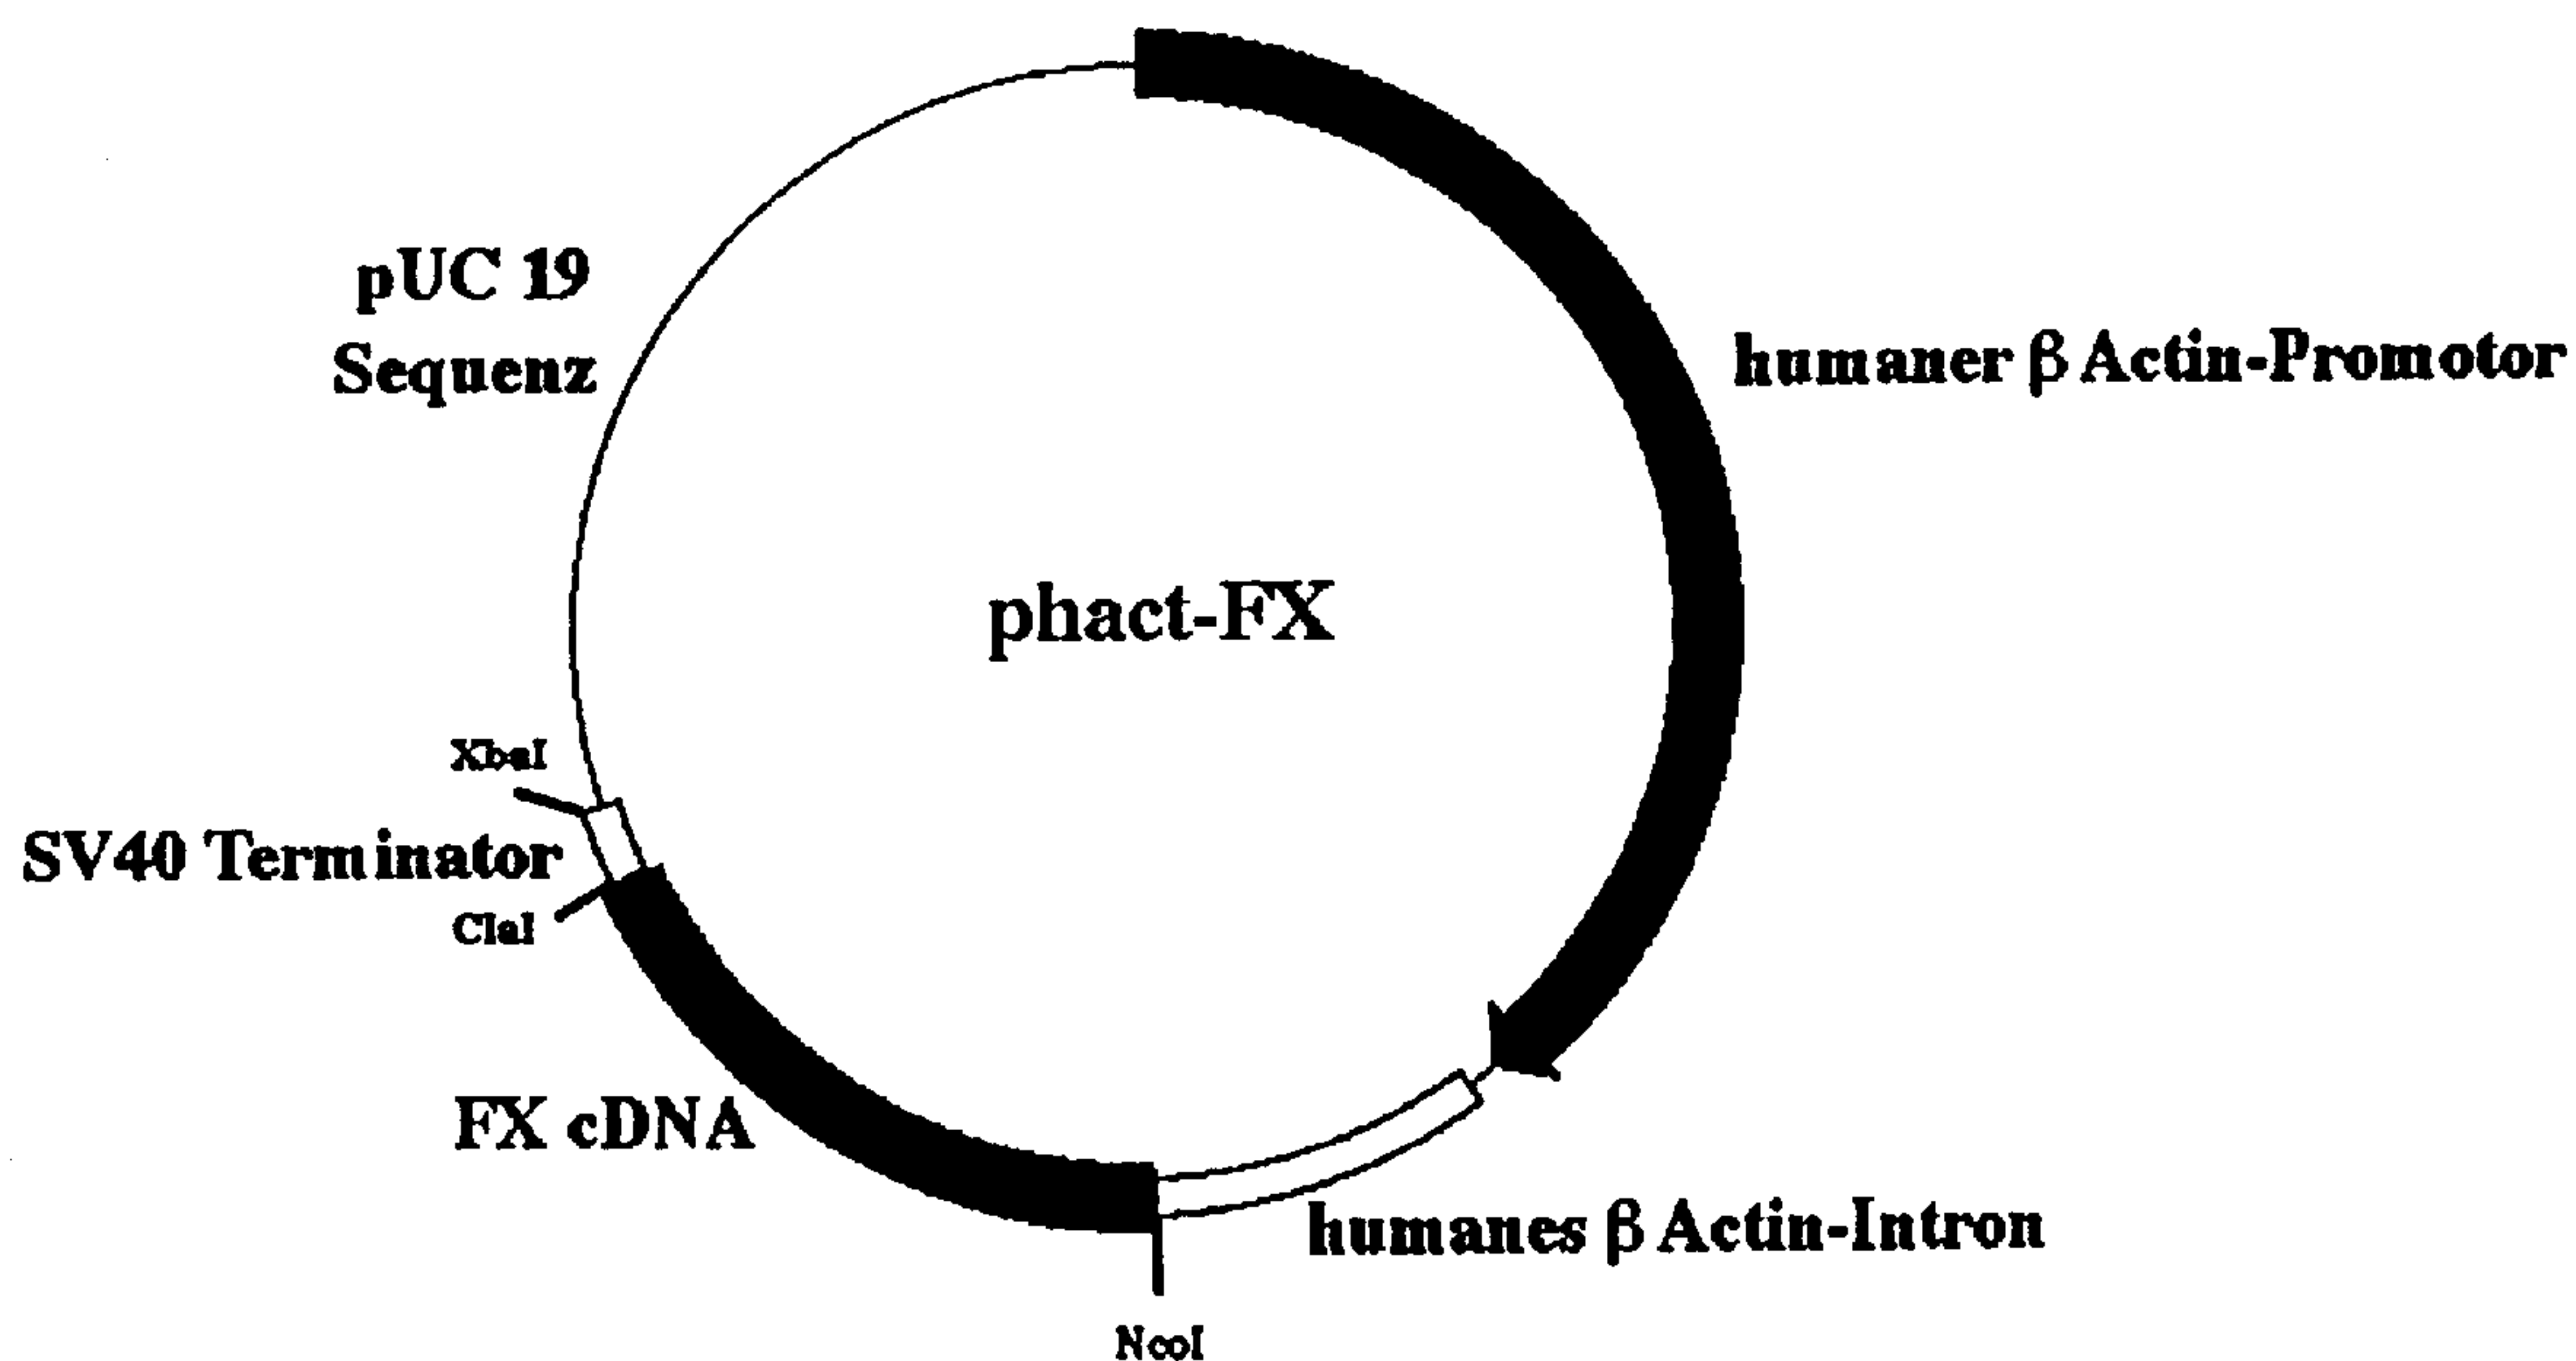 pUC 19
Sequenz
humaner β Actin-Promotor
phact-FX
XbaI
SV40 Terminator
ClaI
FX cDNA
humanes β Actin-Intron
NcoI